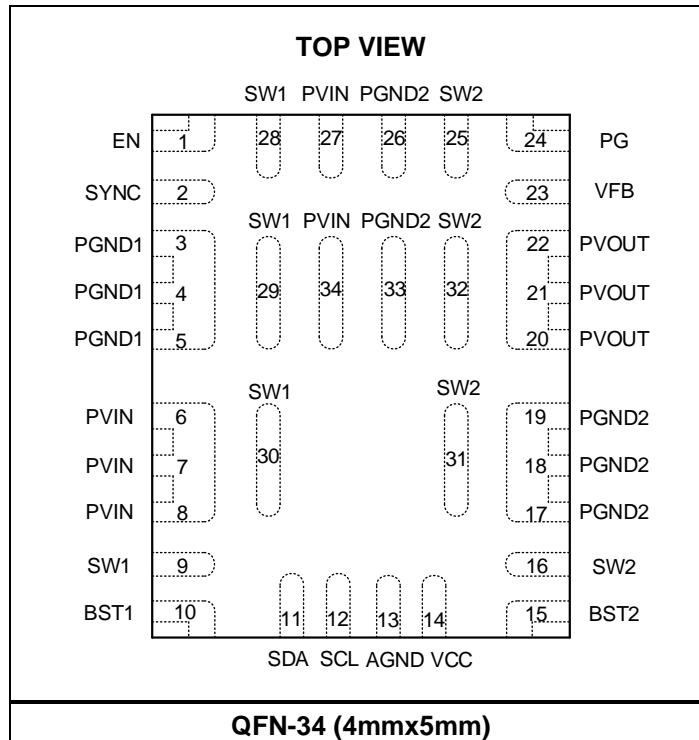 TOP VIEW
SW1 PVIN PGND2 SW2
28 27 26 25
EN 1 24 PG
SYNC 2 23 VFB
SW1 PVIN PGND2 SW2
PGND1 3 22 PVOUT
PGND1 4 29 34 33 32 21 PVOUT
PGND1 5 20 PVOUT
SW1 SW2
PVIN 6 19 PGND2
PVIN 7 30 31 18 PGND2
PVIN 8 17 PGND2
SW1 9 16 SW2
BST1 10 11 12 13 14 15 BST2
SDA SCL AGND VCC
QFN-34 (4mmx5mm)